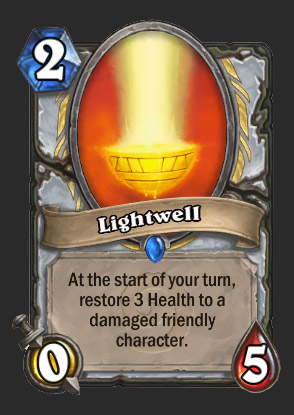 2
Lightwell
At the start of your turn,
restore 3 Health to a
damaged friendly
character.
0
5